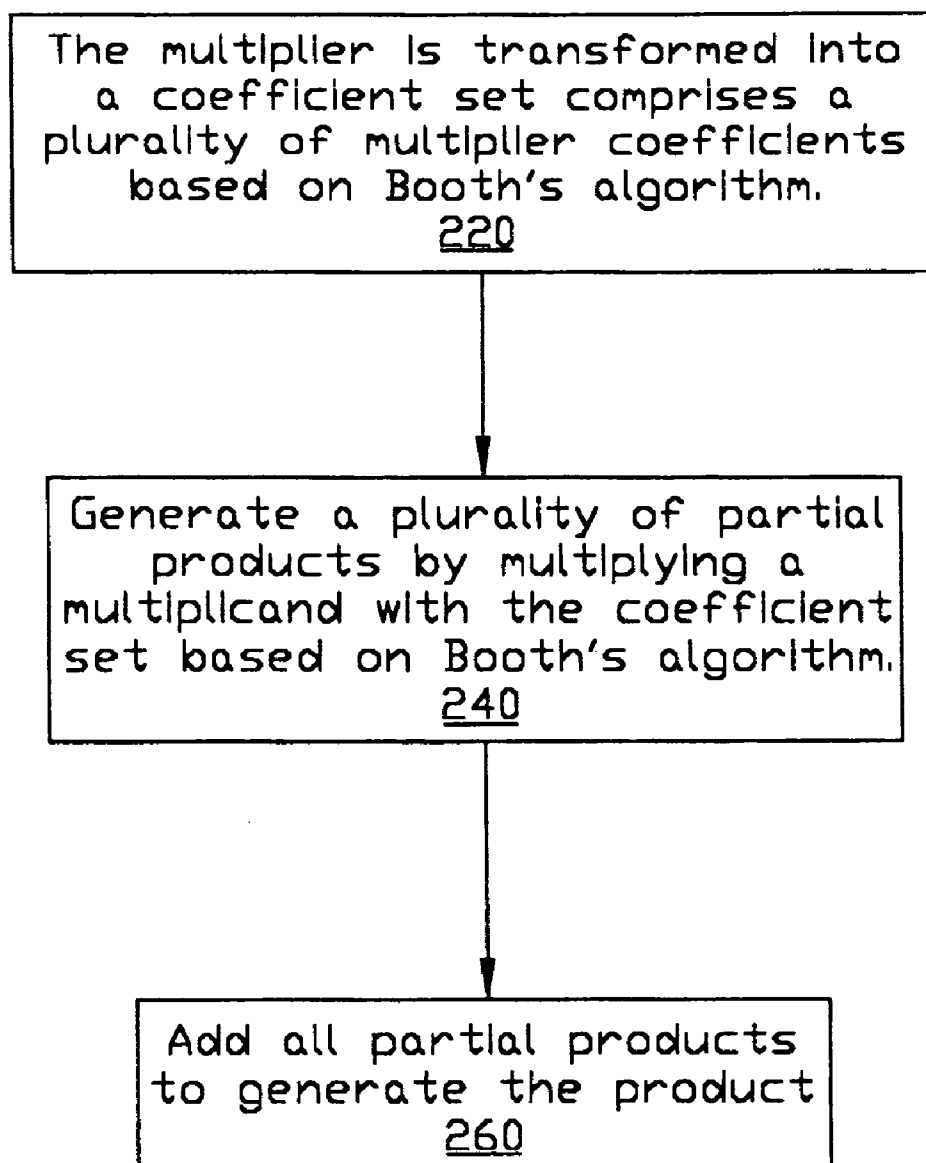 The multiplier is transformed into
a coefficient set comprises a
plurality of multiplier coefficients
based on Booth's algorithm.
220
Generate a plurality of partial
products by multiplying a
multiplicand with the coefficient
set based on Booth's algorithm.
240
Add all partial products
to generate the product
260